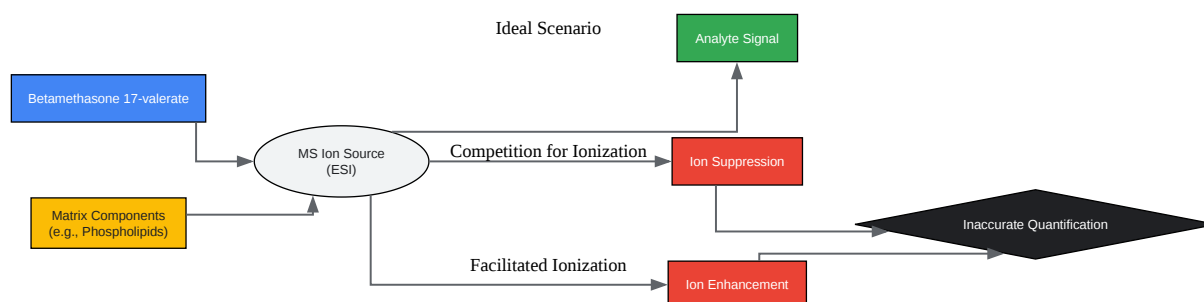 Ideal Scenario
Analyte Signal
Betamethasone 17-valerate
MS Ion Source
(ESI)
Competition for Ionization
Ion Suppression
Matrix Components
(e.g., Phospholipids)
Inaccurate Quantification
Facilitated Ionization
Ion Enhancement